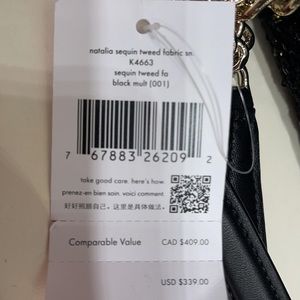 natalia sequin tweed fabric sn.
K4663
sequin tweed fa
black mult (001)
7 67883 26209 2
take good care. here's how.
prenez-en bien soin. voici comment.
好好照顾自己。这里是具体做法。
Comparable Value CAD $409.00
USD $339.00